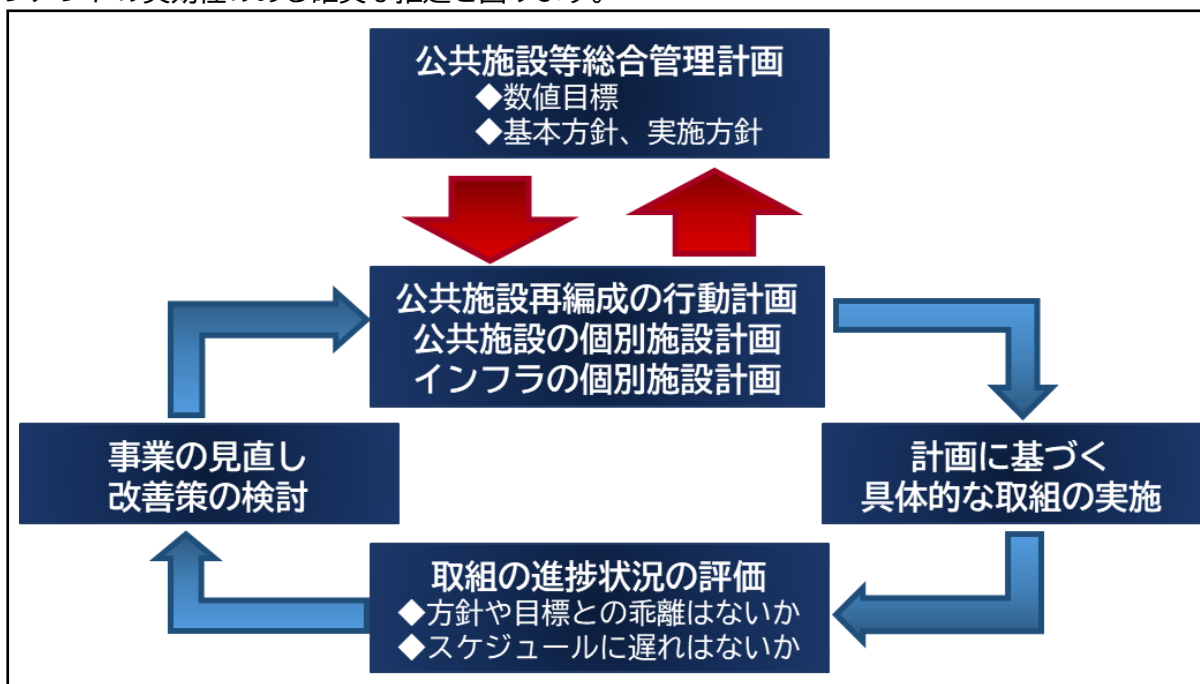 公共施設等総合管理計画
◆数値目標
◆基本方針、実施方針
公共施設再編成の行動計画
公共施設の個別施設計画
インフラの個別施設計画
事業の見直し
改善策の検討
計画に基づく
具体的な取組の実施
取組の進捗状況の評価
◆方針や目標との乖離はないか
◆スケジュールに遅れはないか